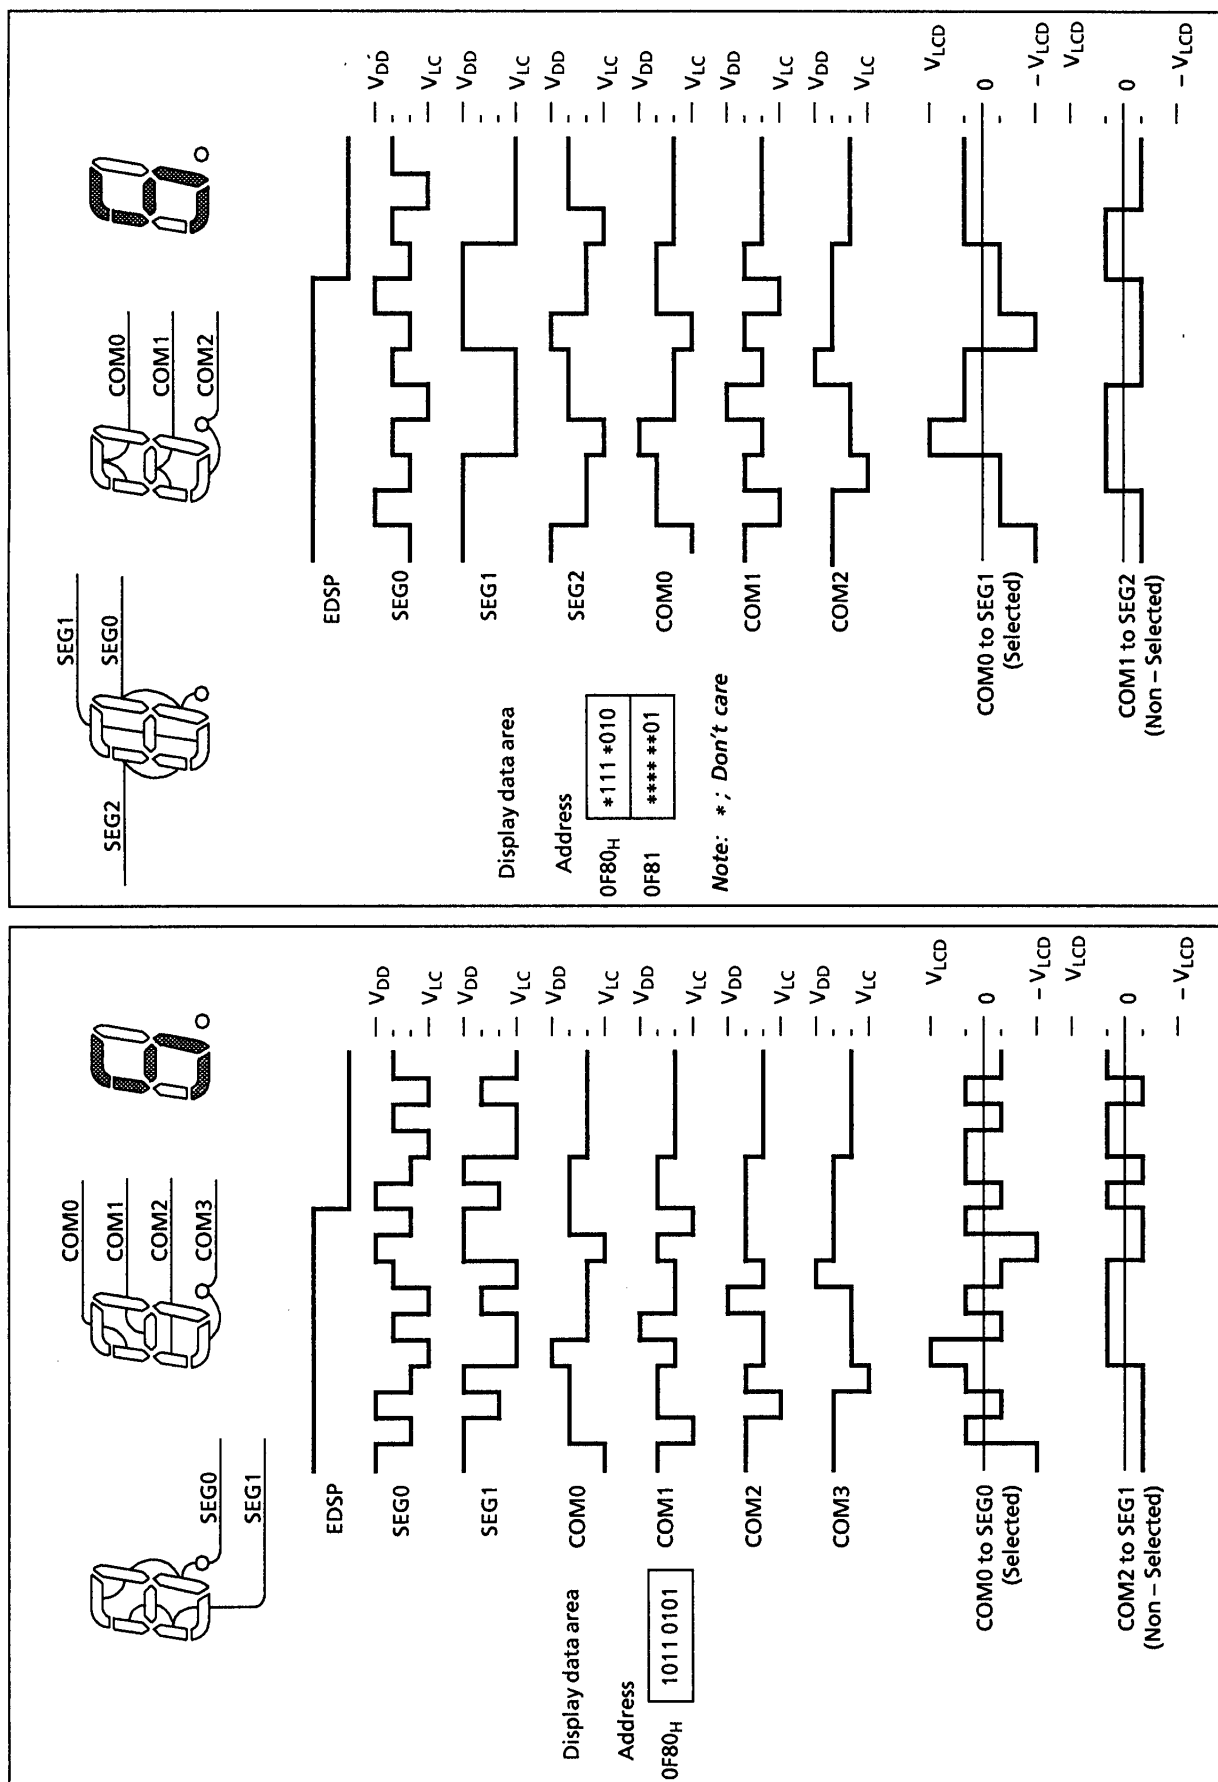 SEG2
SEG1
SEG0
COM0
COM1
COM2
EDSP
SEG0
SEG1
SEG2
COM0
COM1
COM2
COM0 to SEG1
(Selected)
COM1 to SEG2
(Non – Selected)
VDD
VLC
VDD
VLC
VDD
VLC
VDD
VLC
VDD
VLC
VDD
VLC
VLCD
0
– VLCD
VLCD
0
– VLCD
Display data area
Address
0F80H *111 *010
0F81 **** **01
Note: * ; Don't care
SEG0
SEG1
COM0
COM1
COM2
COM3
EDSP
SEG0
SEG1
COM0
COM1
COM2
COM3
COM0 to SEG0
(Selected)
COM2 to SEG1
(Non – Selected)
VDD
VLC
VDD
VLC
VDD
VLC
VDD
VLC
VDD
VLC
VDD
VLC
VLCD
0
– VLCD
VLCD
0
– VLCD
Display data area
Address
0F80H 1011 0101